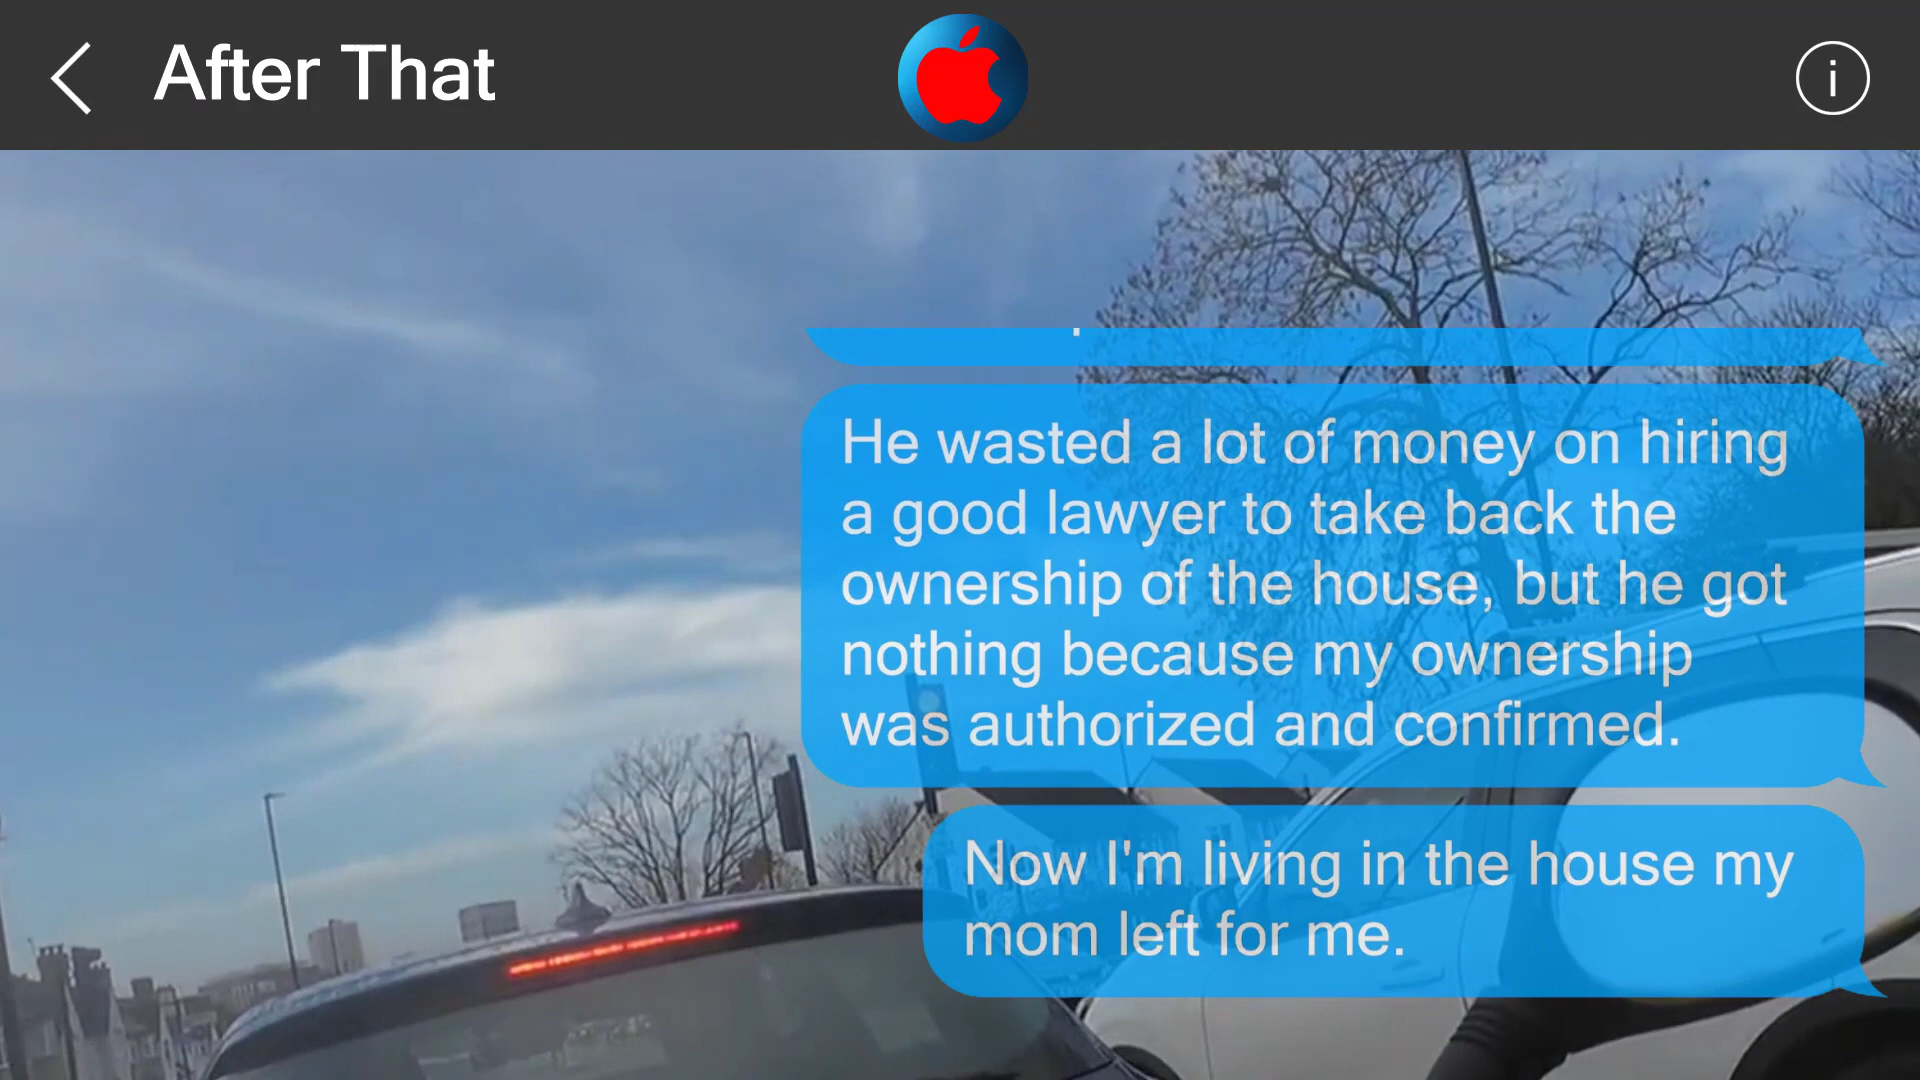 After That
He wasted a lot of money on hiring
a good lawyer to take back the
ownership of the house, but he got
nothing because my ownership
was authorized and confirmed.
Now I'm living in the house my
mom left for me.